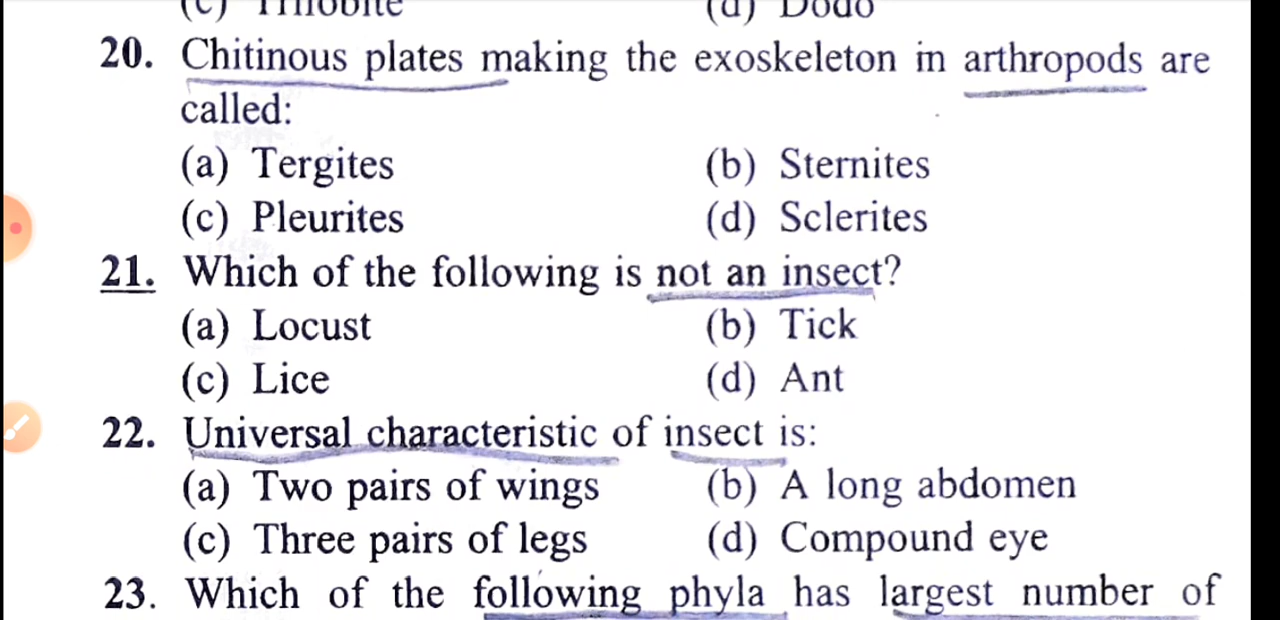 (c) Trilobite (d) Dodo
20. Chitinous plates making the exoskeleton in arthropods are
called:
(a) Tergites (b) Sternites
(c) Pleurites (d) Sclerites
21. Which of the following is not an insect?
(a) Locust (b) Tick
(c) Lice (d) Ant
22. Universal characteristic of insect is:
(a) Two pairs of wings (b) A long abdomen
(c) Three pairs of legs (d) Compound eye
23. Which of the following phyla has largest number of